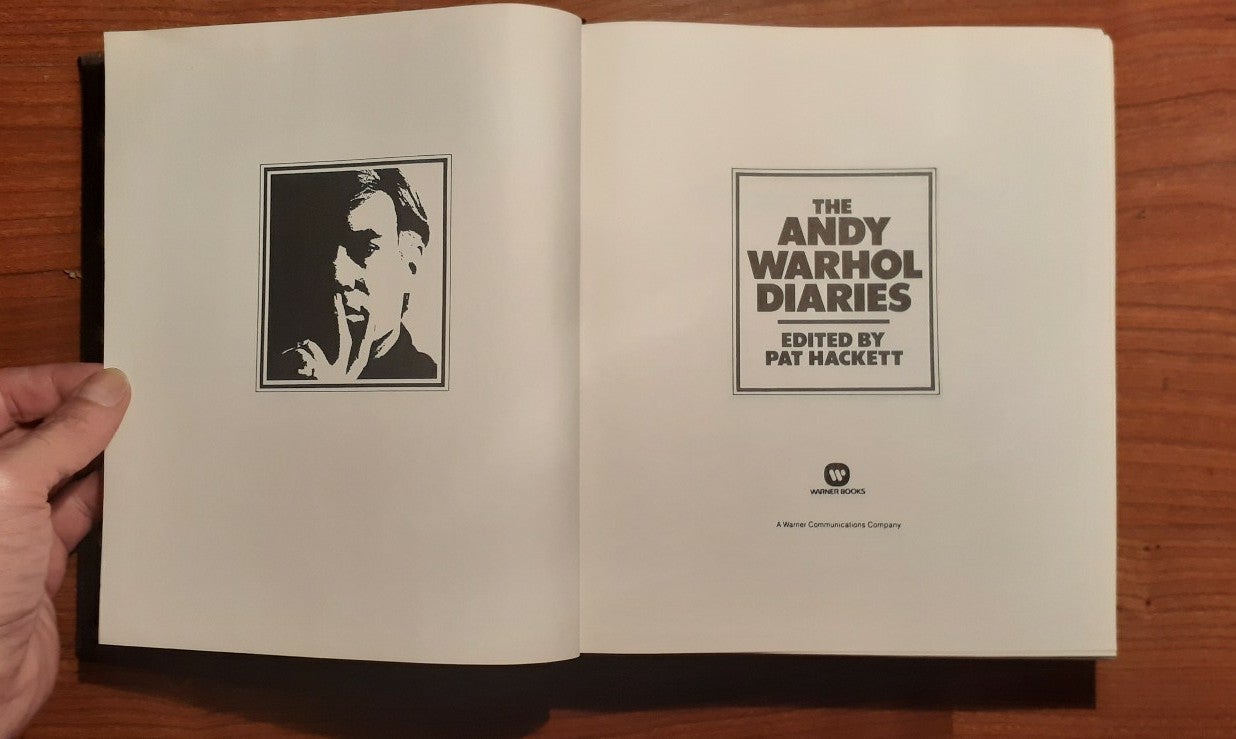 THE
ANDY
WARHOL
DIARIES
EDITED BY
PAT HACKETT
WARNER BOOKS
A Warner Communications Company